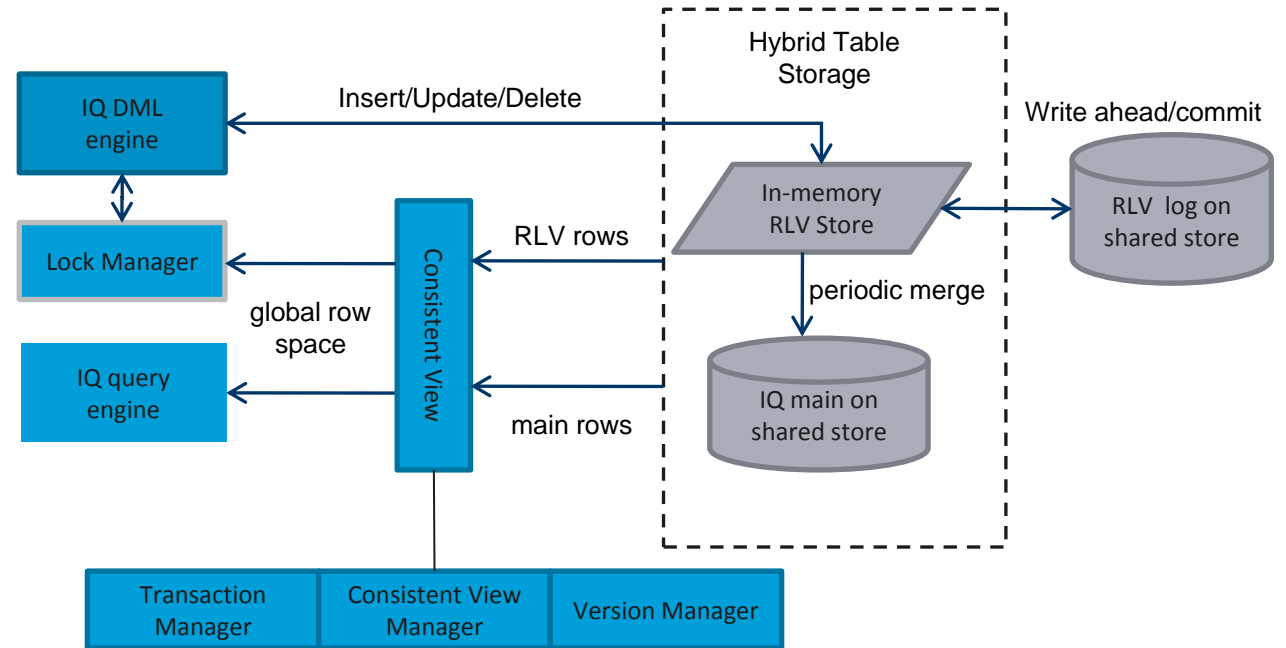 Hybrid Table
Storage
IQ DML
engine
Insert/Update/Delete
Write ahead/commit
In-memory
RLV Store
RLV log on
shared store
Lock Manager
RLV rows
Consistent View
periodic merge
global row
space
IQ query
engine
main rows
IQ main on
shared store
Transaction
Manager
Consistent View
Manager
Version Manager